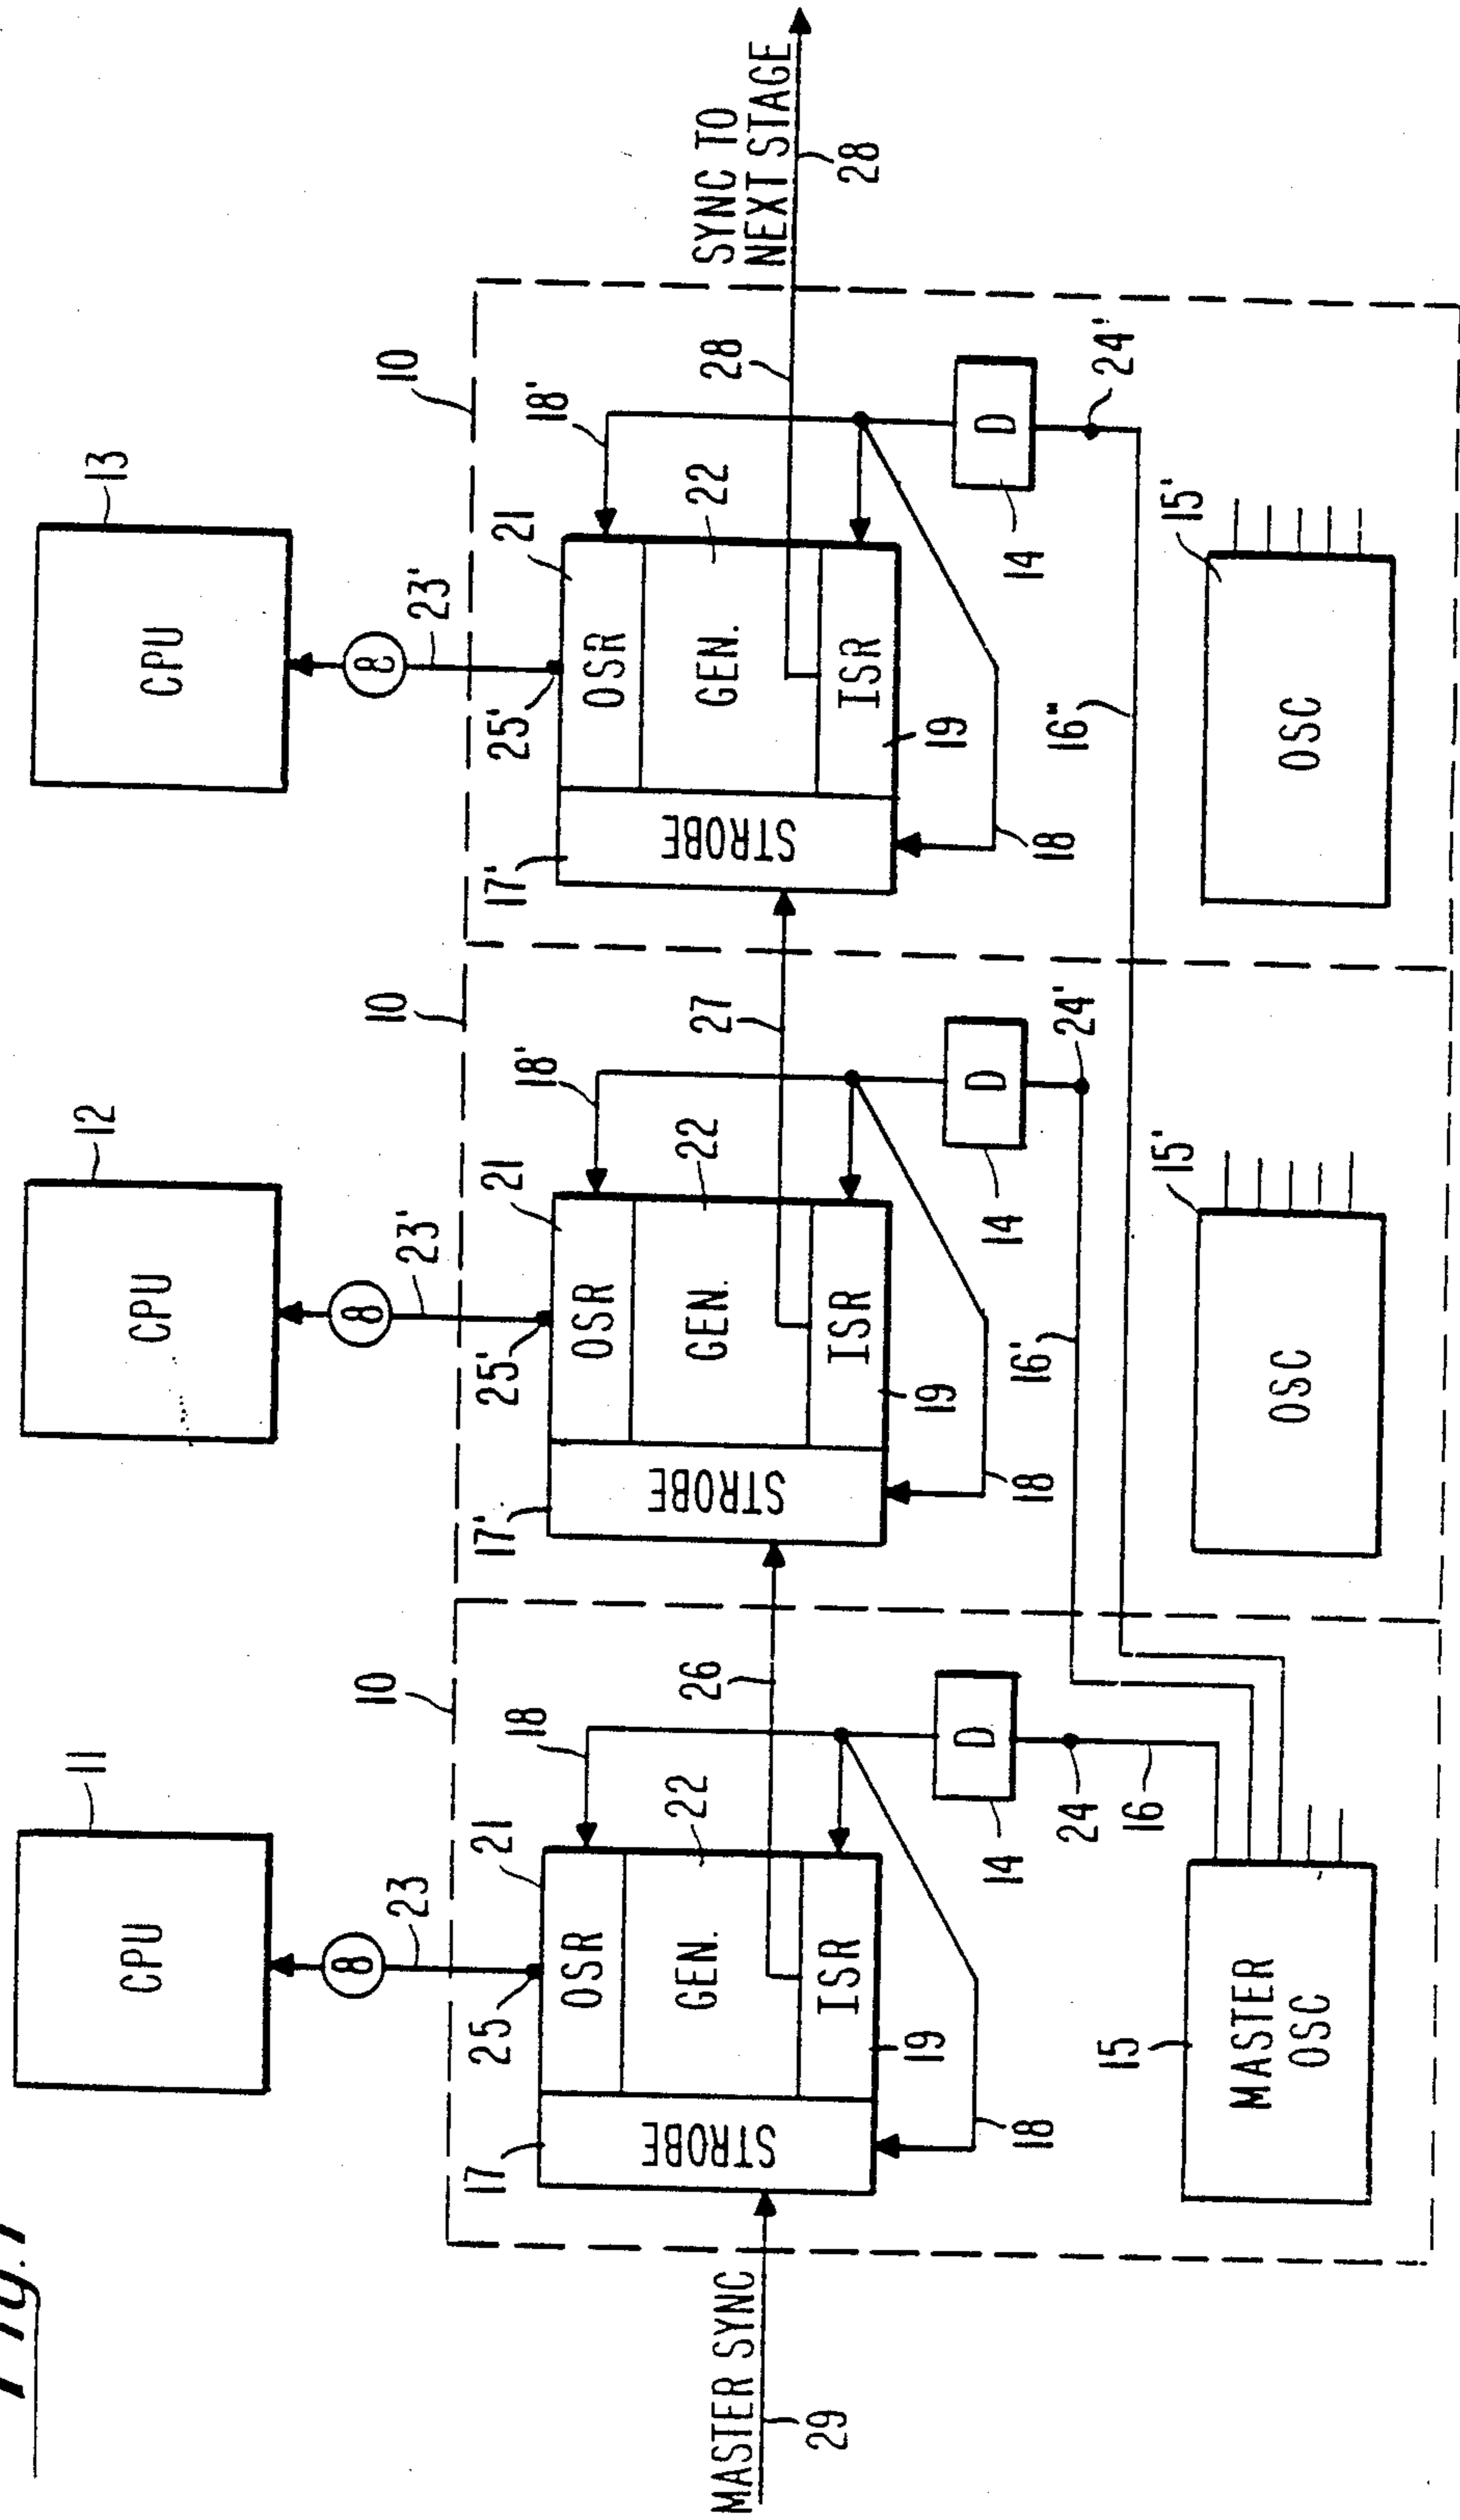 Fig. 1
11
CPU
12
CPU
13
CPU
8
23
8
23'
8
23'
10
10
10
25
21
18
25'
21
18'
25'
21
18'
17
STROBE
OSR
GEN.
ISR
22
19
17'
STROBE
OSR
GEN.
ISR
22
19
17'
STROBE
OSR
GEN.
ISR
22
19
MASTER SYNC
29
26
27
28
SYNC TO
NEXT STAGE
28
18
14
D
18
14
D
18
14
D
24
16
16'
24'
16"
24"
15
MASTER
OSC
15'
OSC
15'
OSC